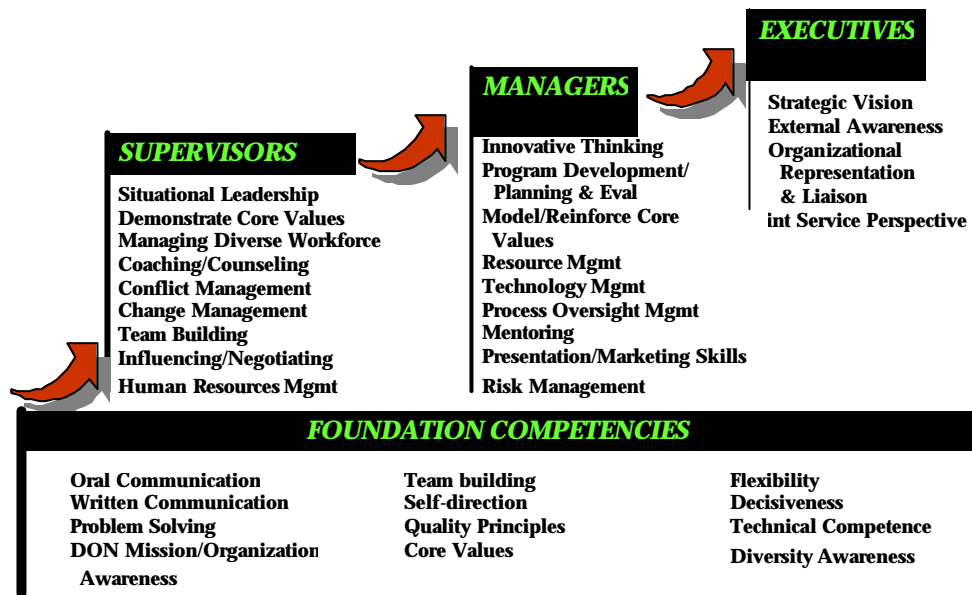 EXECUTIVES
Strategic Vision
External Awareness
Organizational
Representation
& Liaison
int Service Perspective
MANAGERS
Innovative Thinking
Program Development/
Planning & Eval
Model/Reinforce Core
Values
Resource Mgmt
Technology Mgmt
Process Oversight Mgmt
Mentoring
Presentation/Marketing Skills
Risk Management
SUPERVISORS
Situational Leadership
Demonstrate Core Values
Managing Diverse Workforce
Coaching/Counseling
Conflict Management
Change Management
Team Building
Influencing/Negotiating
Human Resources Mgmt
FOUNDATION COMPETENCIES
Oral Communication
Written Communication
Problem Solving
DON Mission/Organization
Awareness
Team building
Self-direction
Quality Principles
Core Values
Flexibility
Decisiveness
Technical Competence
Diversity Awareness